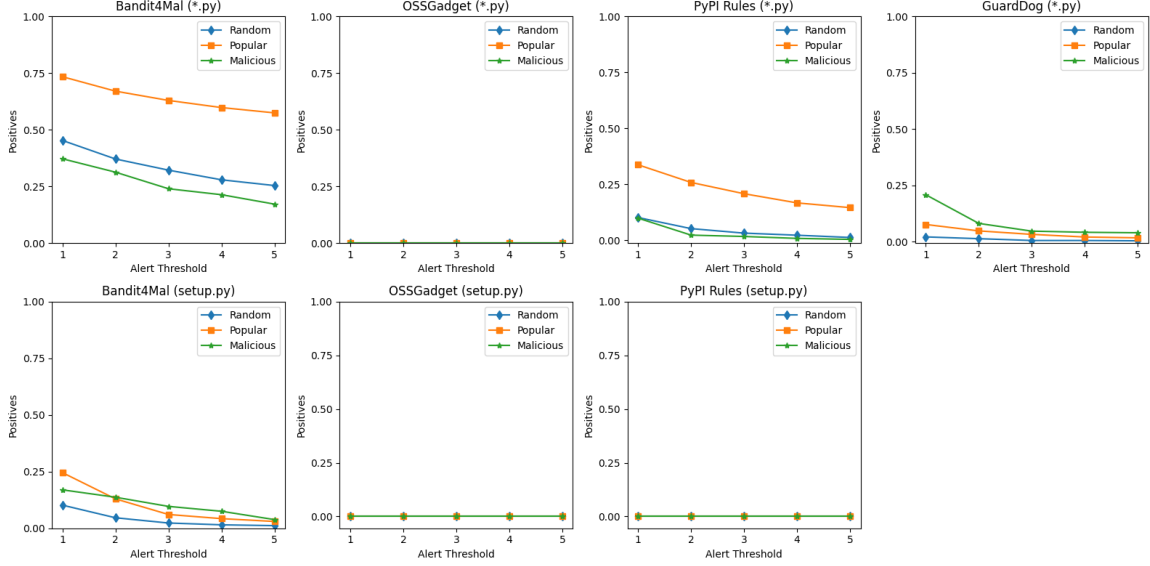 Bandit4Mal (*.py)
1.00
0.75
0.50
0.25
0.00
Positives
Random
Popular
Malicious
1 2 3 4 5
Alert Threshold
OSSGadget (*.py)
1.00
0.75
0.50
0.25
0.00
Positives
Random
Popular
Malicious
1 2 3 4 5
Alert Threshold
PyPI Rules (*.py)
1.00
0.75
0.50
0.25
0.00
Positives
Random
Popular
Malicious
1 2 3 4 5
Alert Threshold
GuardDog (*.py)
1.00
0.75
0.50
0.25
0.00
Positives
Random
Popular
Malicious
1 2 3 4 5
Alert Threshold
Bandit4Mal (setup.py)
1.00
0.75
0.50
0.25
0.00
Positives
Random
Popular
Malicious
1 2 3 4 5
Alert Threshold
OSSGadget (setup.py)
1.00
0.75
0.50
0.25
0.00
Positives
Random
Popular
Malicious
1 2 3 4 5
Alert Threshold
PyPI Rules (setup.py)
1.00
0.75
0.50
0.25
0.00
Positives
Random
Popular
Malicious
1 2 3 4 5
Alert Threshold